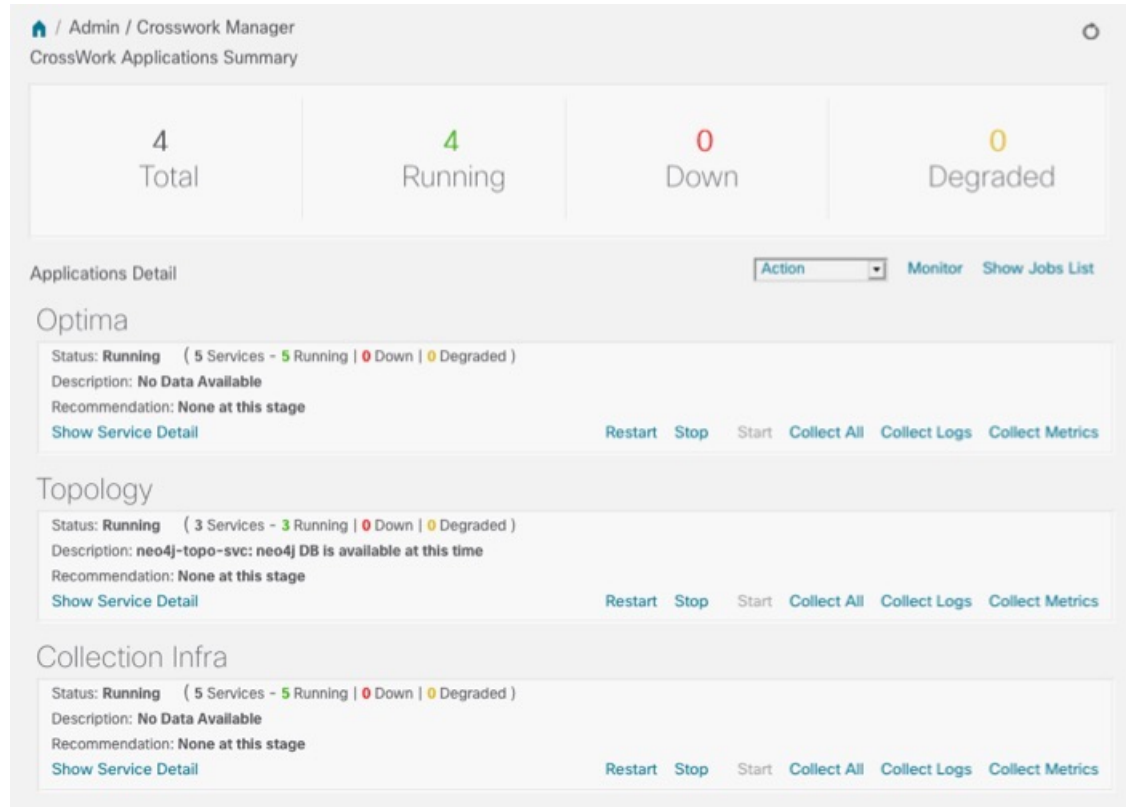 / Admin / Crosswork Manager
CrossWork Applications Summary
4 4 0 0
Total Running Down Degraded
Applications Detail Action Monitor Show Jobs List
Optima
Status: Running ( 5 Services - 5 Running | 0 Down | 0 Degraded )
Description: No Data Available
Recommendation: None at this stage
Show Service Detail Restart Stop Start Collect All Collect Logs Collect Metrics
Topology
Status: Running ( 3 Services - 3 Running | 0 Down | 0 Degraded )
Description: neo4j-topo-svc: neo4j DB is available at this time
Recommendation: None at this stage
Show Service Detail Restart Stop Start Collect All Collect Logs Collect Metrics
Collection Infra
Status: Running ( 5 Services - 5 Running | 0 Down | 0 Degraded )
Description: No Data Available
Recommendation: None at this stage
Show Service Detail Restart Stop Start Collect All Collect Logs Collect Metrics